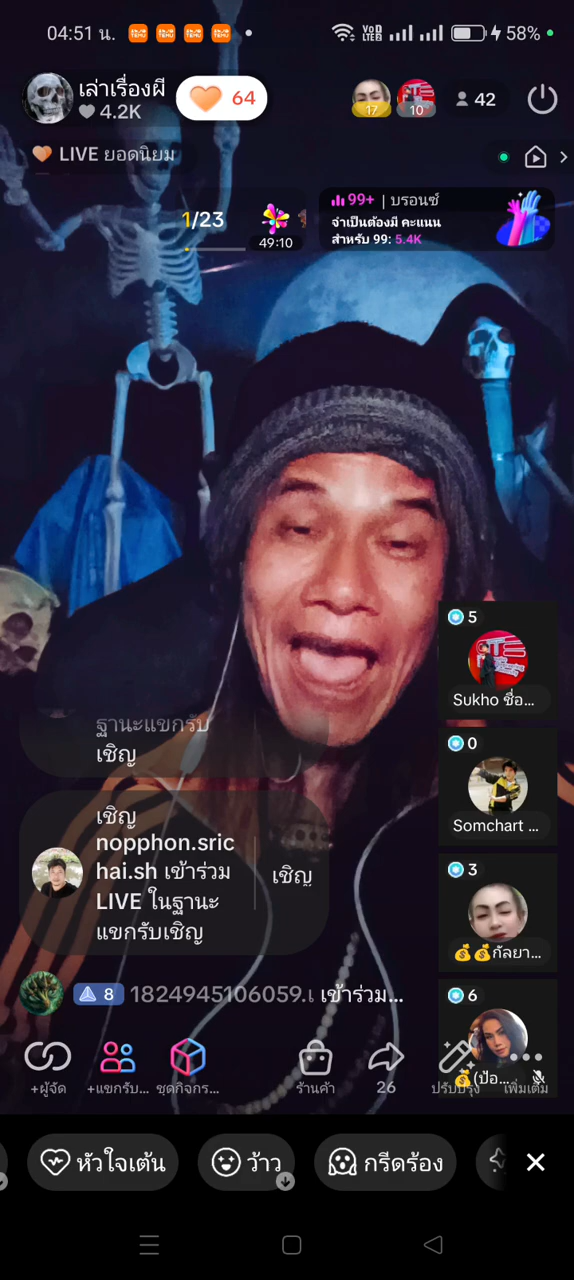 04:51 น.
VoD LTE2
58%
เล่าเรื่องผี
4.2K
64
17
10
42
LIVE ยอดนิยม
1/23
49:10
99+ | บรอนซ์
จำเป็นต้องมี คะแนน
สำหรับ 99: 5.4K
5
Sukho ชื่อ...
0
Somchart ...
3
กัลยา...
6
(ป้อ...
ฐานะแขกรับ
เชิญ
เชิญ
nopphon.sric
hai.sh เข้าร่วม
LIVE ในฐานะ
แขกรับเชิญ
เชิญ
8 1824945106059.เ เข้าร่วม...
+ผู้จัด
+แขกรับ...
ชุดกิจกร...
ร้านค้า
26
ปรับปรุง
เพิ่มเติม
หัวใจเต้น
ว้าว
กรีดร้อง